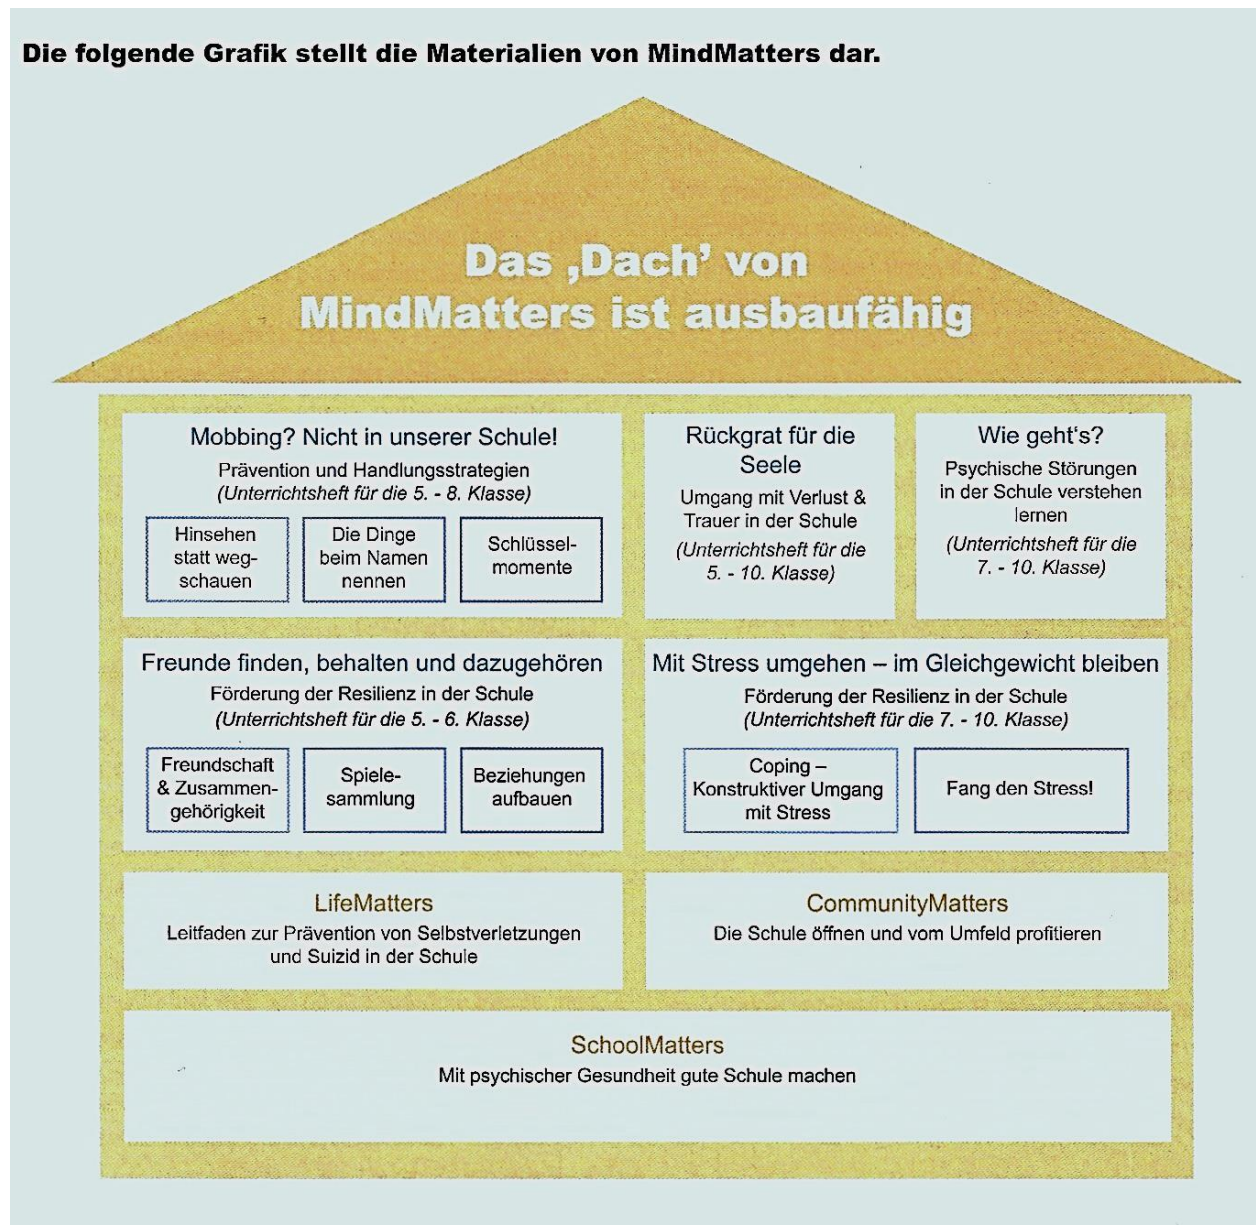 Die folgende Grafik stellt die Materialien von MindMatters dar.
Das ‚Dach’ von
MindMatters ist ausbaufähig
Mobbing? Nicht in unserer Schule!
Prävention und Handlungsstrategien
(Unterrichtsheft für die 5. - 8. Klasse)
Hinsehen
statt weg-
schauen
Die Dinge
beim Namen
nennen
Schlüssel-
momente
Rückgrat für die
Seele
Umgang mit Verlust &
Trauer in der Schule
(Unterrichtsheft für die
5. - 10. Klasse)
Wie geht‘s?
Psychische Störungen
in der Schule verstehen
lernen
(Unterrichtsheft für die
7. - 10. Klasse)
Freunde finden, behalten und dazugehören
Förderung der Resilienz in der Schule
(Unterrichtsheft für die 5. - 6. Klasse)
Freundschaft
& Zusammen-
gehörigkeit
Spiele-
sammlung
Beziehungen
aufbauen
Mit Stress umgehen – im Gleichgewicht bleiben
Förderung der Resilienz in der Schule
(Unterrichtsheft für die 7. - 10. Klasse)
Coping –
Konstruktiver Umgang
mit Stress
Fang den Stress!
LifeMatters
Leitfaden zur Prävention von Selbstverletzungen
und Suizid in der Schule
CommunityMatters
Die Schule öffnen und vom Umfeld profitieren
SchoolMatters
Mit psychischer Gesundheit gute Schule machen